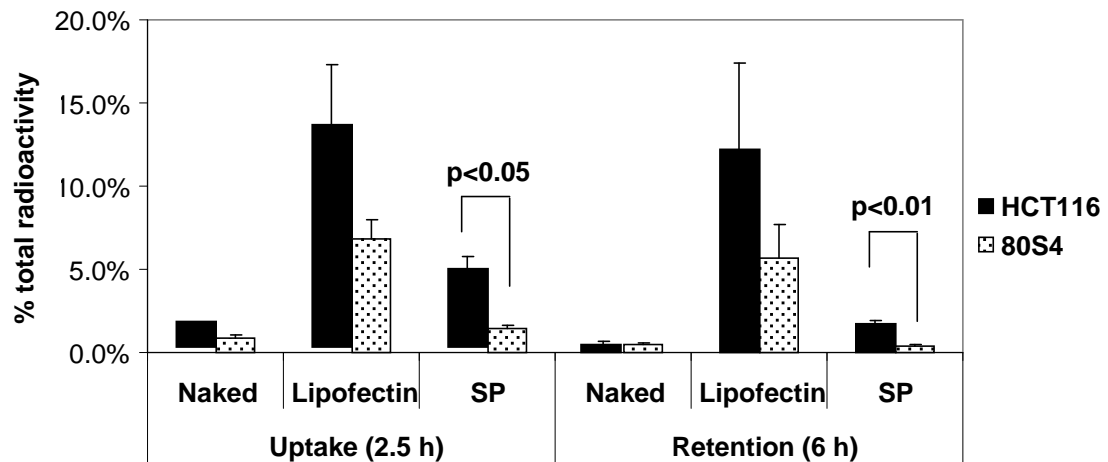 % total radioactivity
20.0%
15.0%
10.0%
5.0%
0.0%
p<0.05
p<0.01
HCT116
80S4
Naked Lipofectin SP Naked Lipofectin SP
Uptake (2.5 h) Retention (6 h)